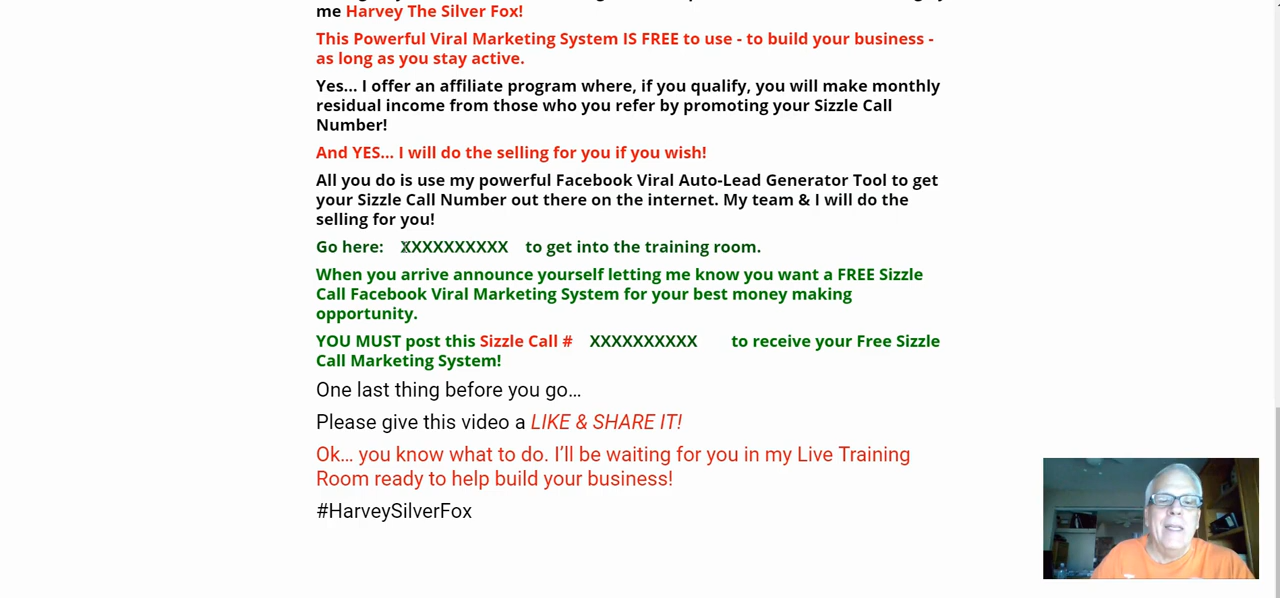 me Harvey The Silver Fox!
This Powerful Viral Marketing System IS FREE to use - to build your business -
as long as you stay active.
Yes... I offer an affiliate program where, if you qualify, you will make monthly
residual income from those who you refer by promoting your Sizzle Call
Number!
And YES... I will do the selling for you if you wish!
All you do is use my powerful Facebook Viral Auto-Lead Generator Tool to get
your Sizzle Call Number out there on the internet. My team & I will do the
selling for you!
Go here: XXXXXXXXXX to get into the training room.
When you arrive announce yourself letting me know you want a FREE Sizzle
Call Facebook Viral Marketing System for your best money making
opportunity.
YOU MUST post this Sizzle Call # XXXXXXXXXX to receive your Free Sizzle
Call Marketing System!
One last thing before you go...
Please give this video a LIKE & SHARE IT!
Ok... you know what to do. I'll be waiting for you in my Live Training
Room ready to help build your business!
#HarveySilverFox